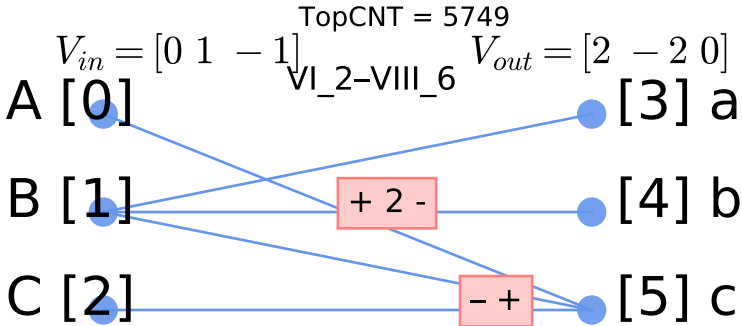 TopCNT = 5749
V_in = [0 1 −1] V_out = [2 −2 0]
VI_2–VIII_6
A [0] [3] a
B [1] + 2 - [4] b
C [2] – + [5] c